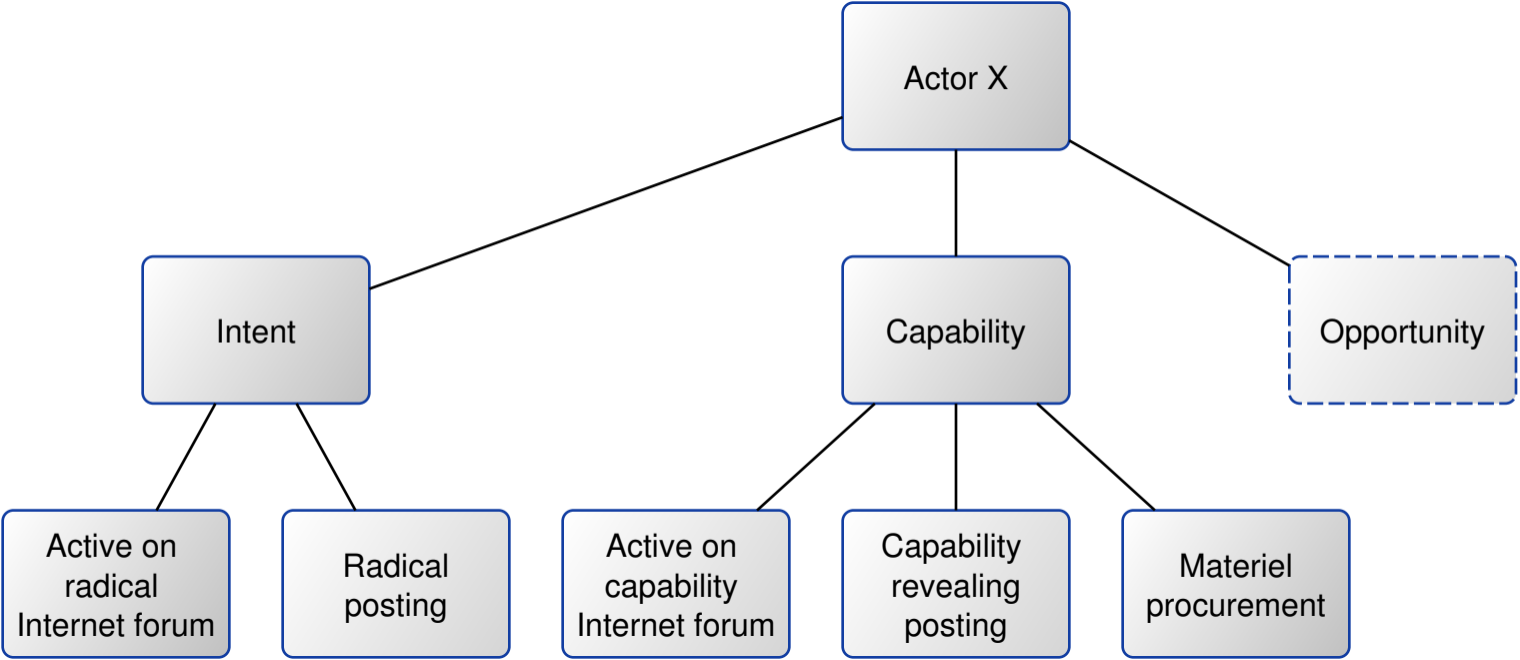 Actor X
Intent
Capability
Opportunity
Active on
radical
Internet forum
Radical
posting
Active on
capability
Internet forum
Capability
revealing
posting
Materiel
procurement